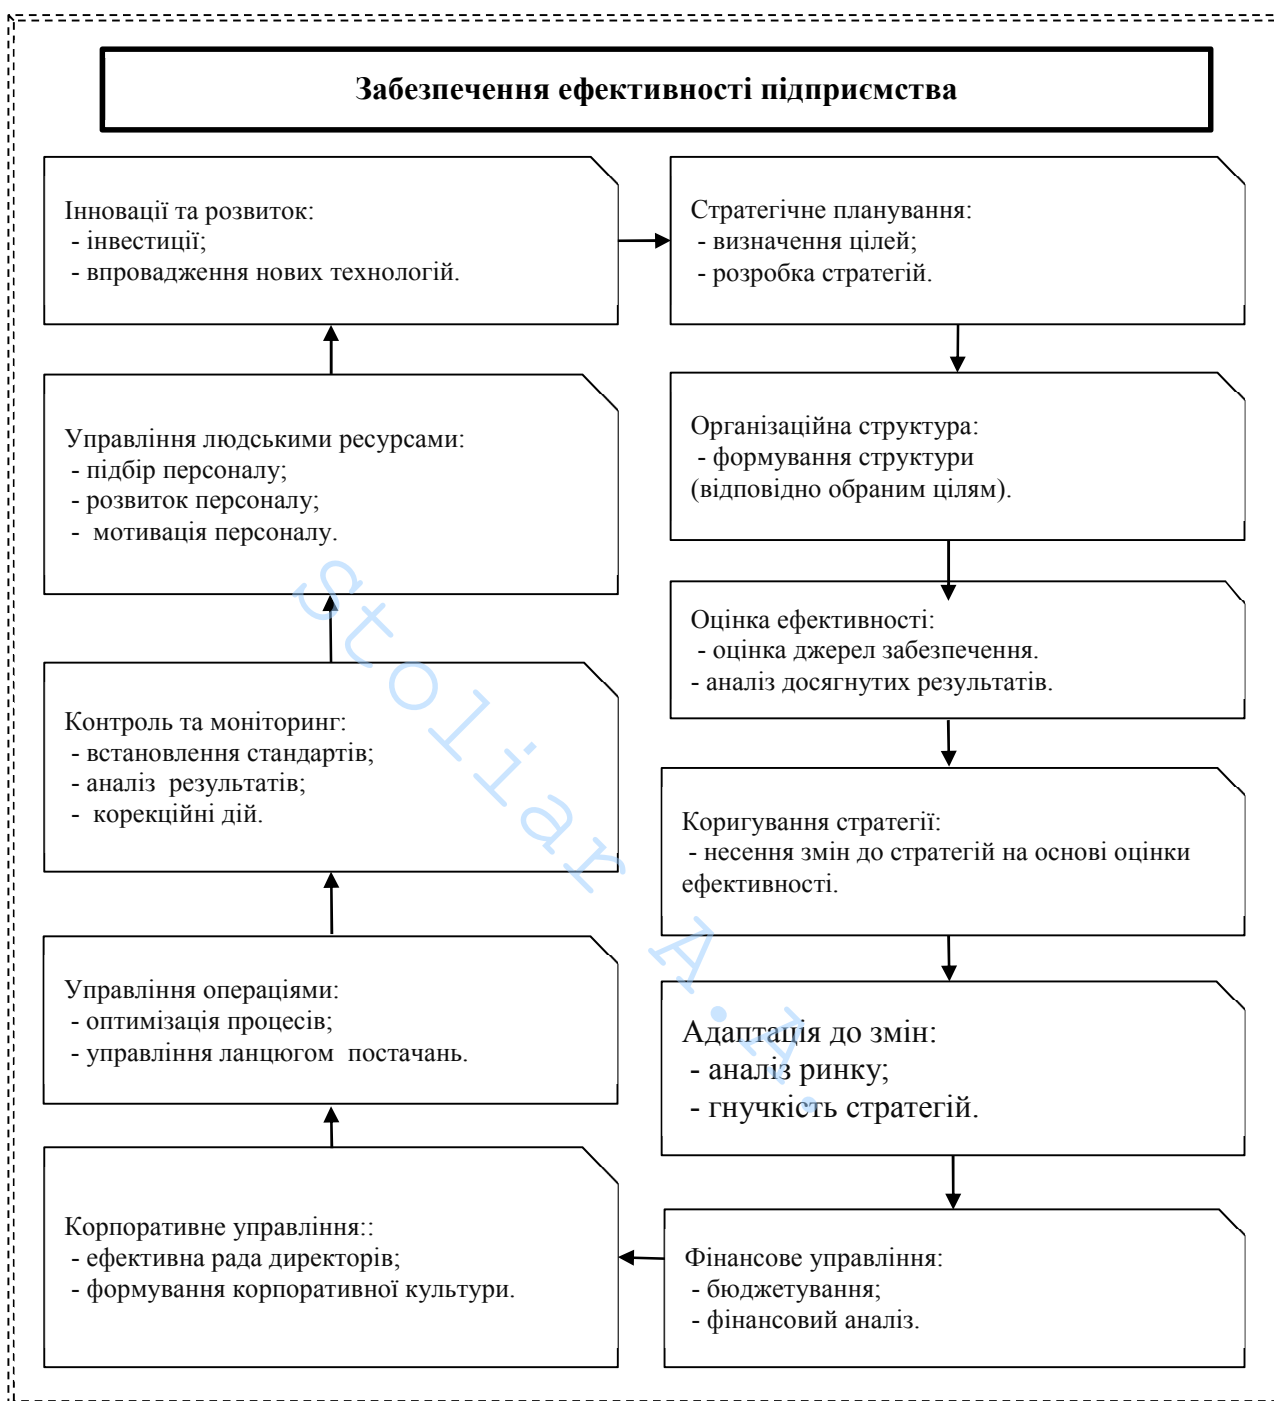 Забезпечення ефективності підприємства
Інновації та розвиток:
- інвестиції;
- впровадження нових технологій.
Стратегічне планування:
- визначення цілей;
- розробка стратегій.
Управління людськими ресурсами:
- підбір персоналу;
- розвиток персоналу;
- мотивація персоналу.
Організаційна структура:
- формування структури
(відповідно обраним цілям).
Оцінка ефективності:
- оцінка джерел забезпечення.
- аналіз досягнутих результатів.
Контроль та моніторинг:
- встановлення стандартів;
- аналіз результатів;
- корекційні дій.
Коригування стратегії:
- несення змін до стратегій на основі оцінки
ефективності.
Управління операціями:
- оптимізація процесів;
- управління ланцюгом постачань.
Адаптація до змін:
- аналіз ринку;
- гнучкість стратегій.
Корпоративне управління::
- ефективна рада директорів;
- формування корпоративної культури.
Фінансове управління:
- бюджетування;
- фінансовий аналіз.
Stoliar A.A.